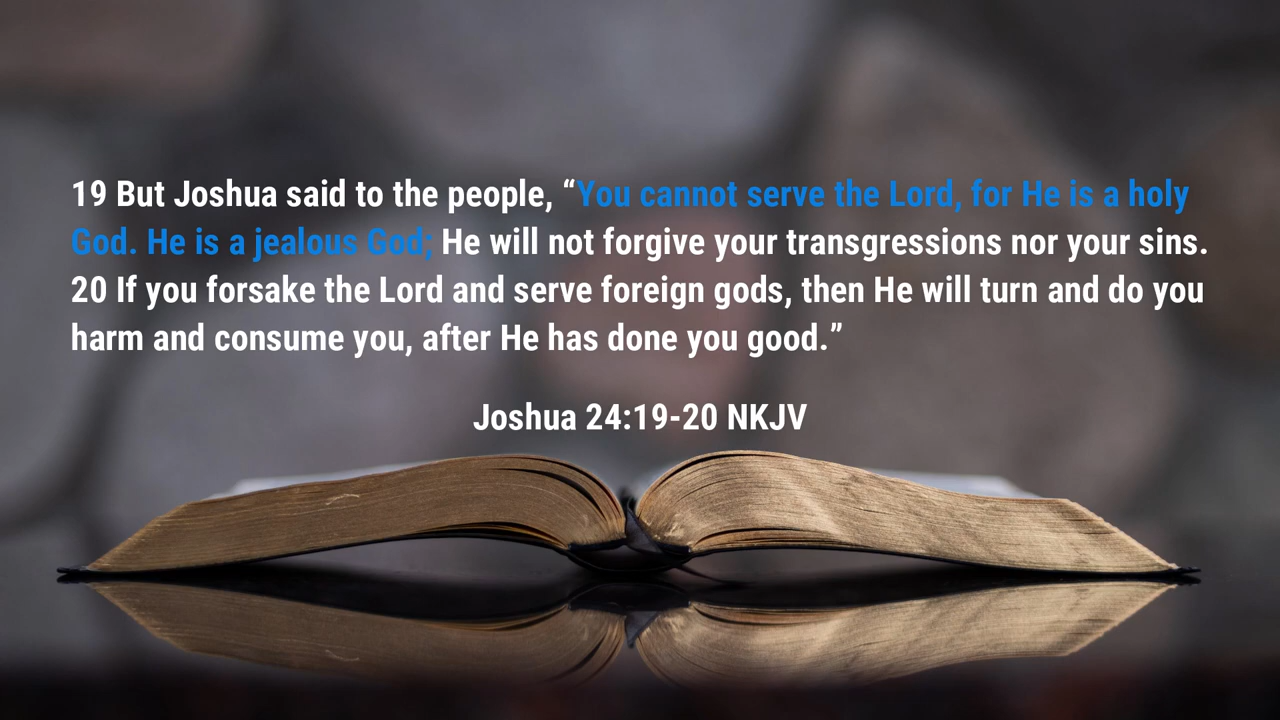 19 But Joshua said to the people, “You cannot serve the Lord, for He is a holy
God. He is a jealous God; He will not forgive your transgressions nor your sins.
20 If you forsake the Lord and serve foreign gods, then He will turn and do you
harm and consume you, after He has done you good.”
Joshua 24:19-20 NKJV